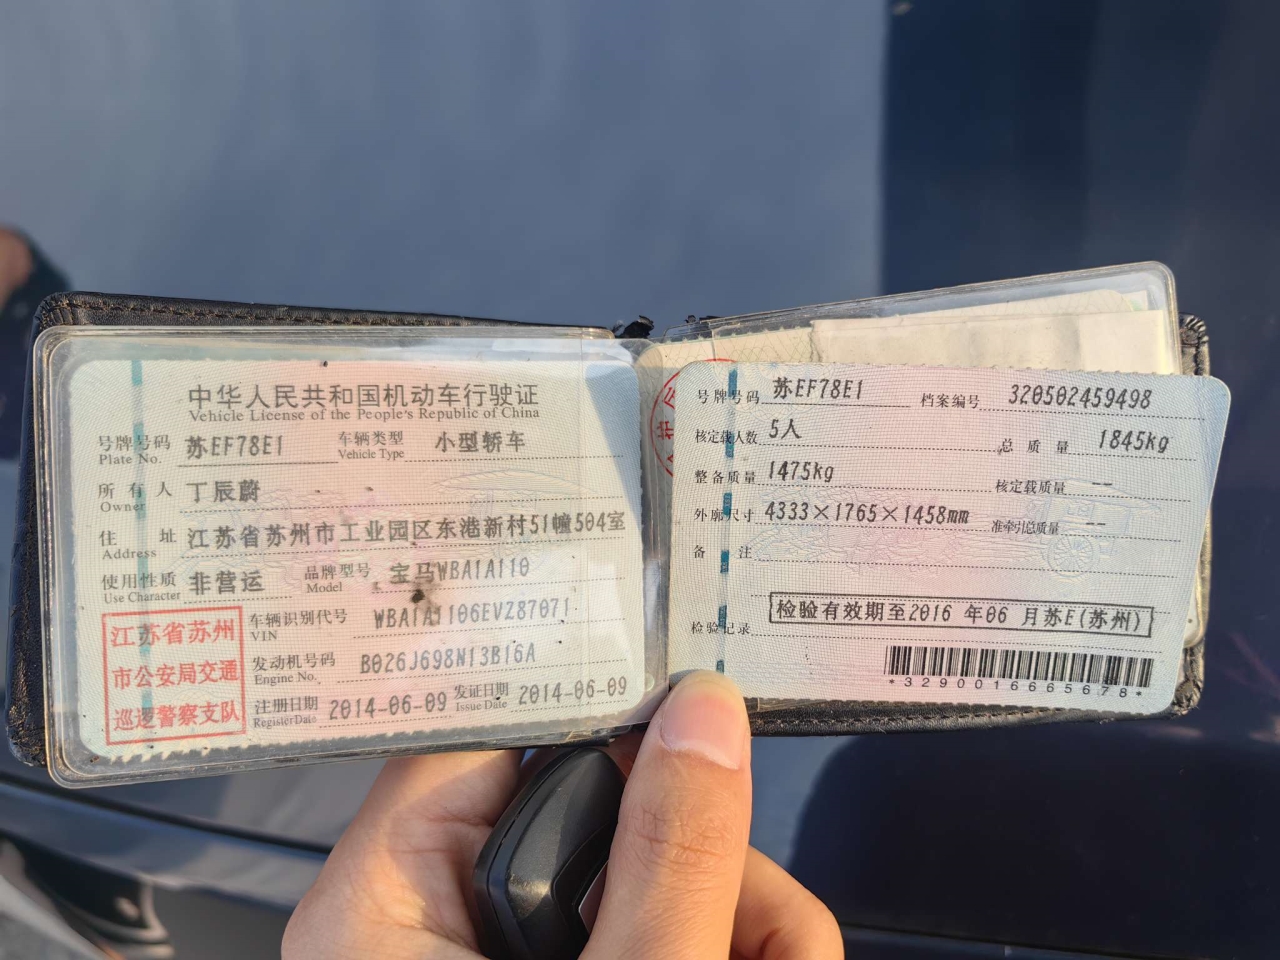 中华人民共和国机动车行驶证
Vehicle License of the People's Republic of China
号牌号码 苏EF78E1 车辆类型 小型轿车
Plate No. Vehicle Type
所有人 丁辰蔚
Owner
住址 江苏省苏州市工业园区东港新村51幢504室
Address
使用性质 非营运 品牌型号 宝马WBA1A110
Use Character Model
江苏省苏州
市公安局交通
巡逻警察支队
车辆识别代号 WBA1A1106EVZ87071
VIN
发动机号码 B026J698N13B16A
Engine No.
注册日期 2014-06-09 发证日期 2014-06-09
Register Date Issue Date
号牌号码 苏EF78E1 档案编号 320502459498
核定载人数 5人 总质量 1845kg
整备质量 1475kg 核定载质量 --
外廓尺寸 4333×1765×1458mm 准牵引总质量 --
备注
检验记录 检验有效期至2016 年06 月苏E(苏州)
*3290016665678*